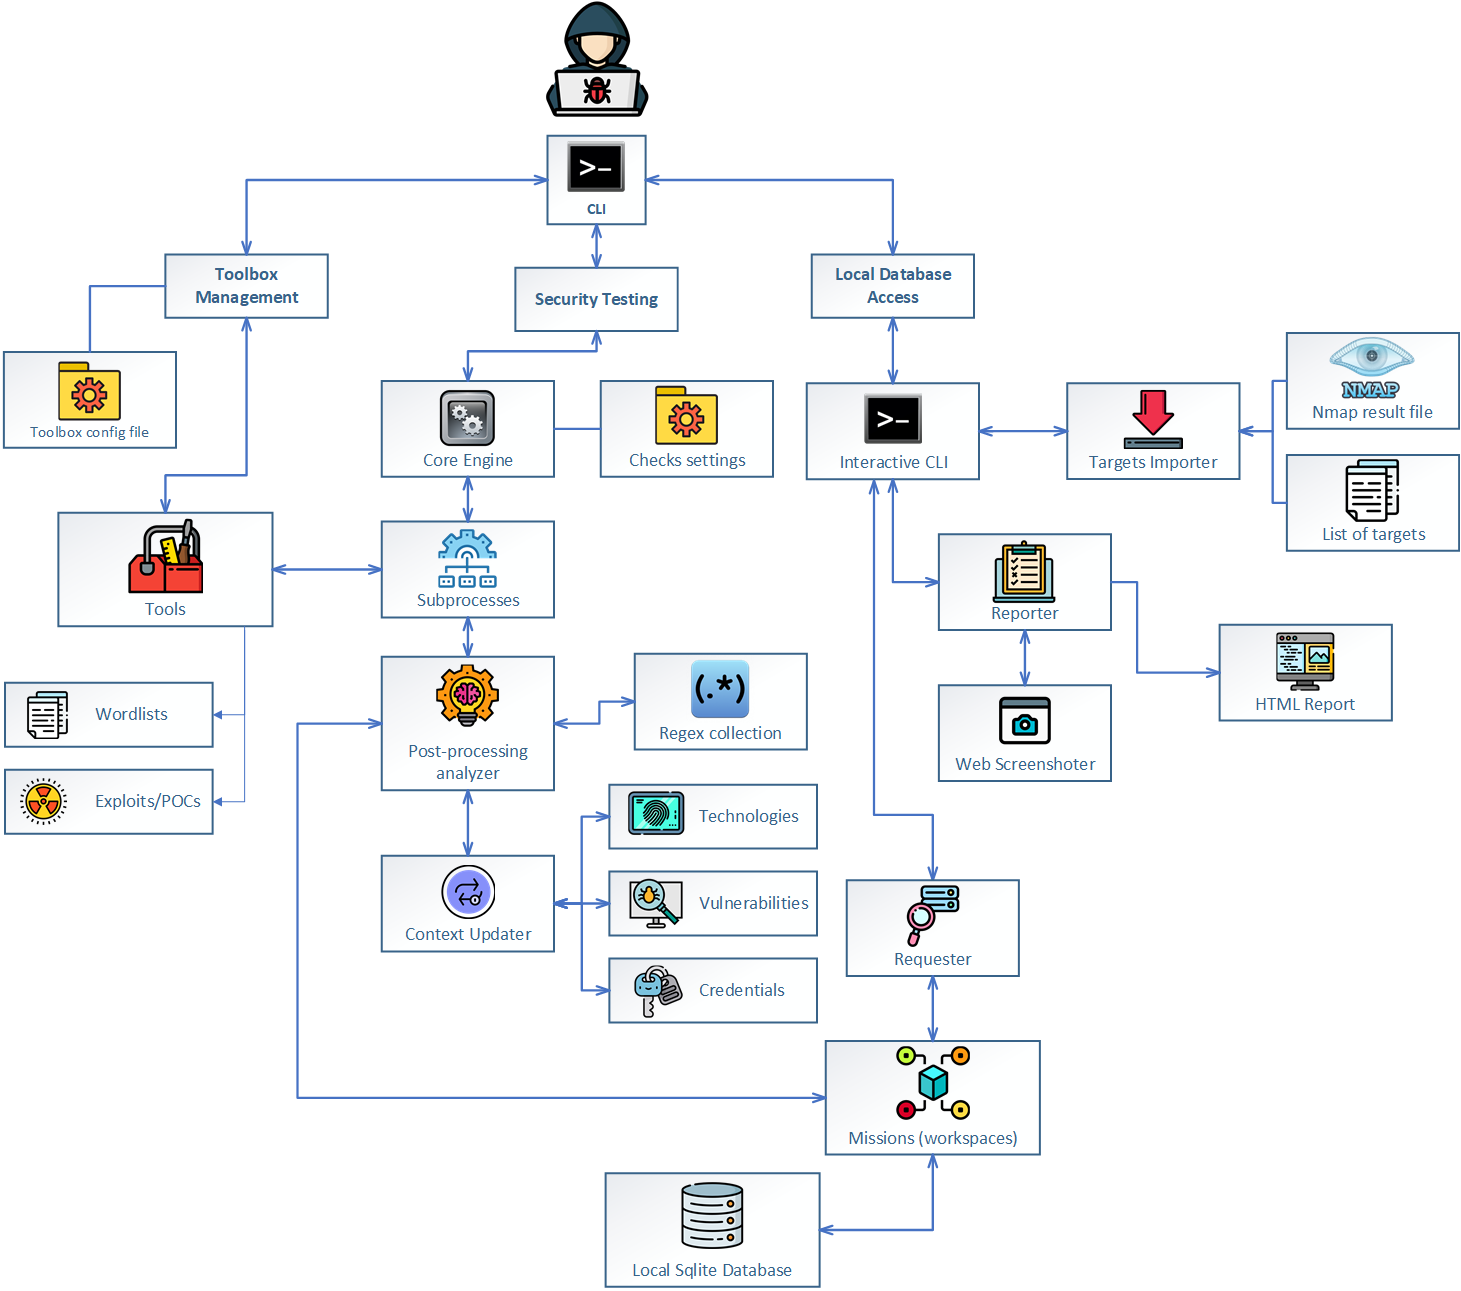 >_
CLI
Toolbox
Management
Security Testing
Local Database
Access
Toolbox config file
Core Engine
Checks settings
>_
Interactive CLI
Targets Importer
NMAP
Nmap result file
List of targets
Tools
Subprocesses
Reporter
Wordlists
Exploits/POCs
Post-processing
analyzer
(.*)
Regex collection
Web Screenshoter
HTML Report
Technologies
Vulnerabilities
Credentials
Context Updater
Requester
Missions (workspaces)
Local Sqlite Database